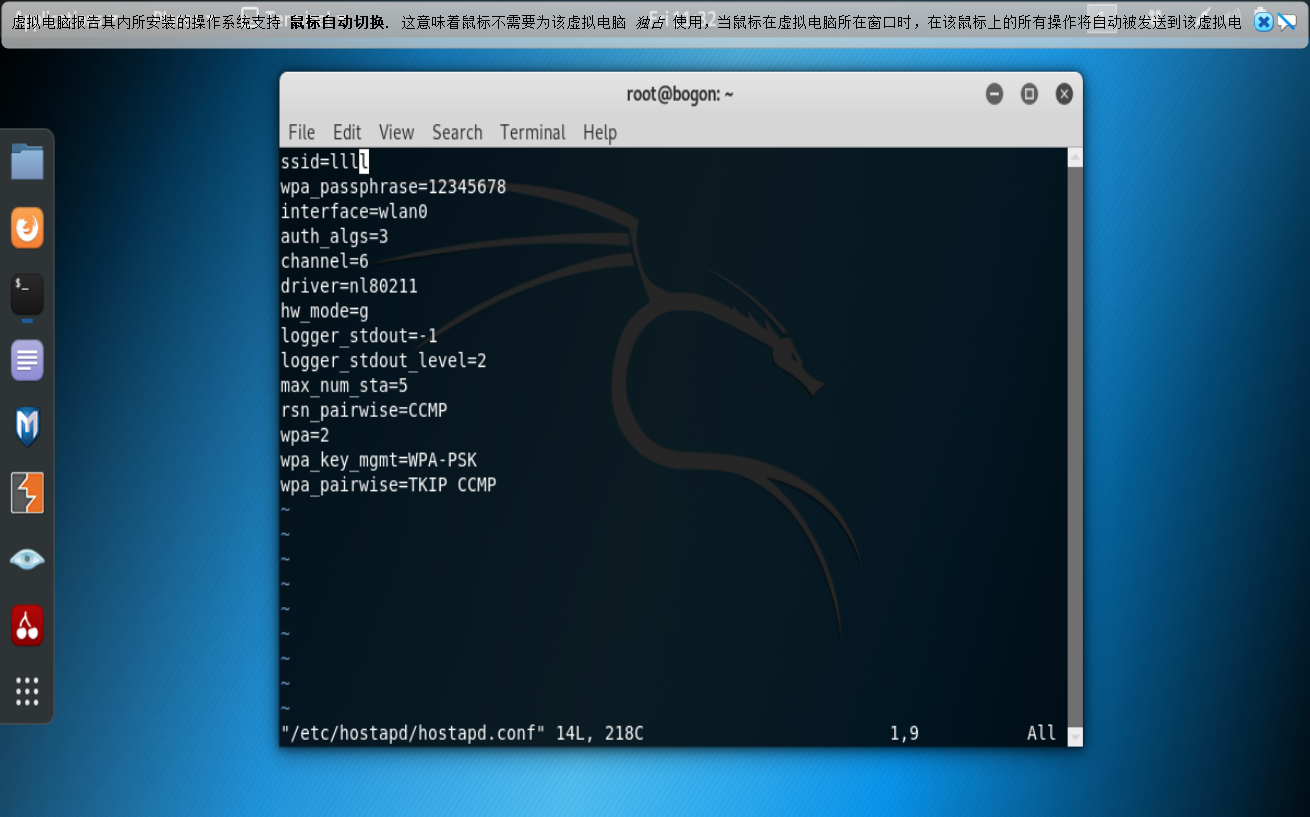 虚拟电脑报告其内所安装的操作系统支持 鼠标自动切换. 这意味着鼠标不需要为该虚拟电脑 独占 使用，当鼠标在虚拟电脑所在窗口时，在该鼠标上的所有操作将自动被发送到该虚拟电
root@bogon: ~
File Edit View Search Terminal Help
ssid=llll
wpa_passphrase=12345678
interface=wlan0
auth_algs=3
channel=6
driver=nl80211
hw_mode=g
logger_stdout=-1
logger_stdout_level=2
max_num_sta=5
rsn_pairwise=CCMP
wpa=2
wpa_key_mgmt=WPA-PSK
wpa_pairwise=TKIP CCMP
~
~
~
~
~
~
~
~
~
"/etc/hostapd/hostapd.conf" 14L, 218C 1,9 All
$_